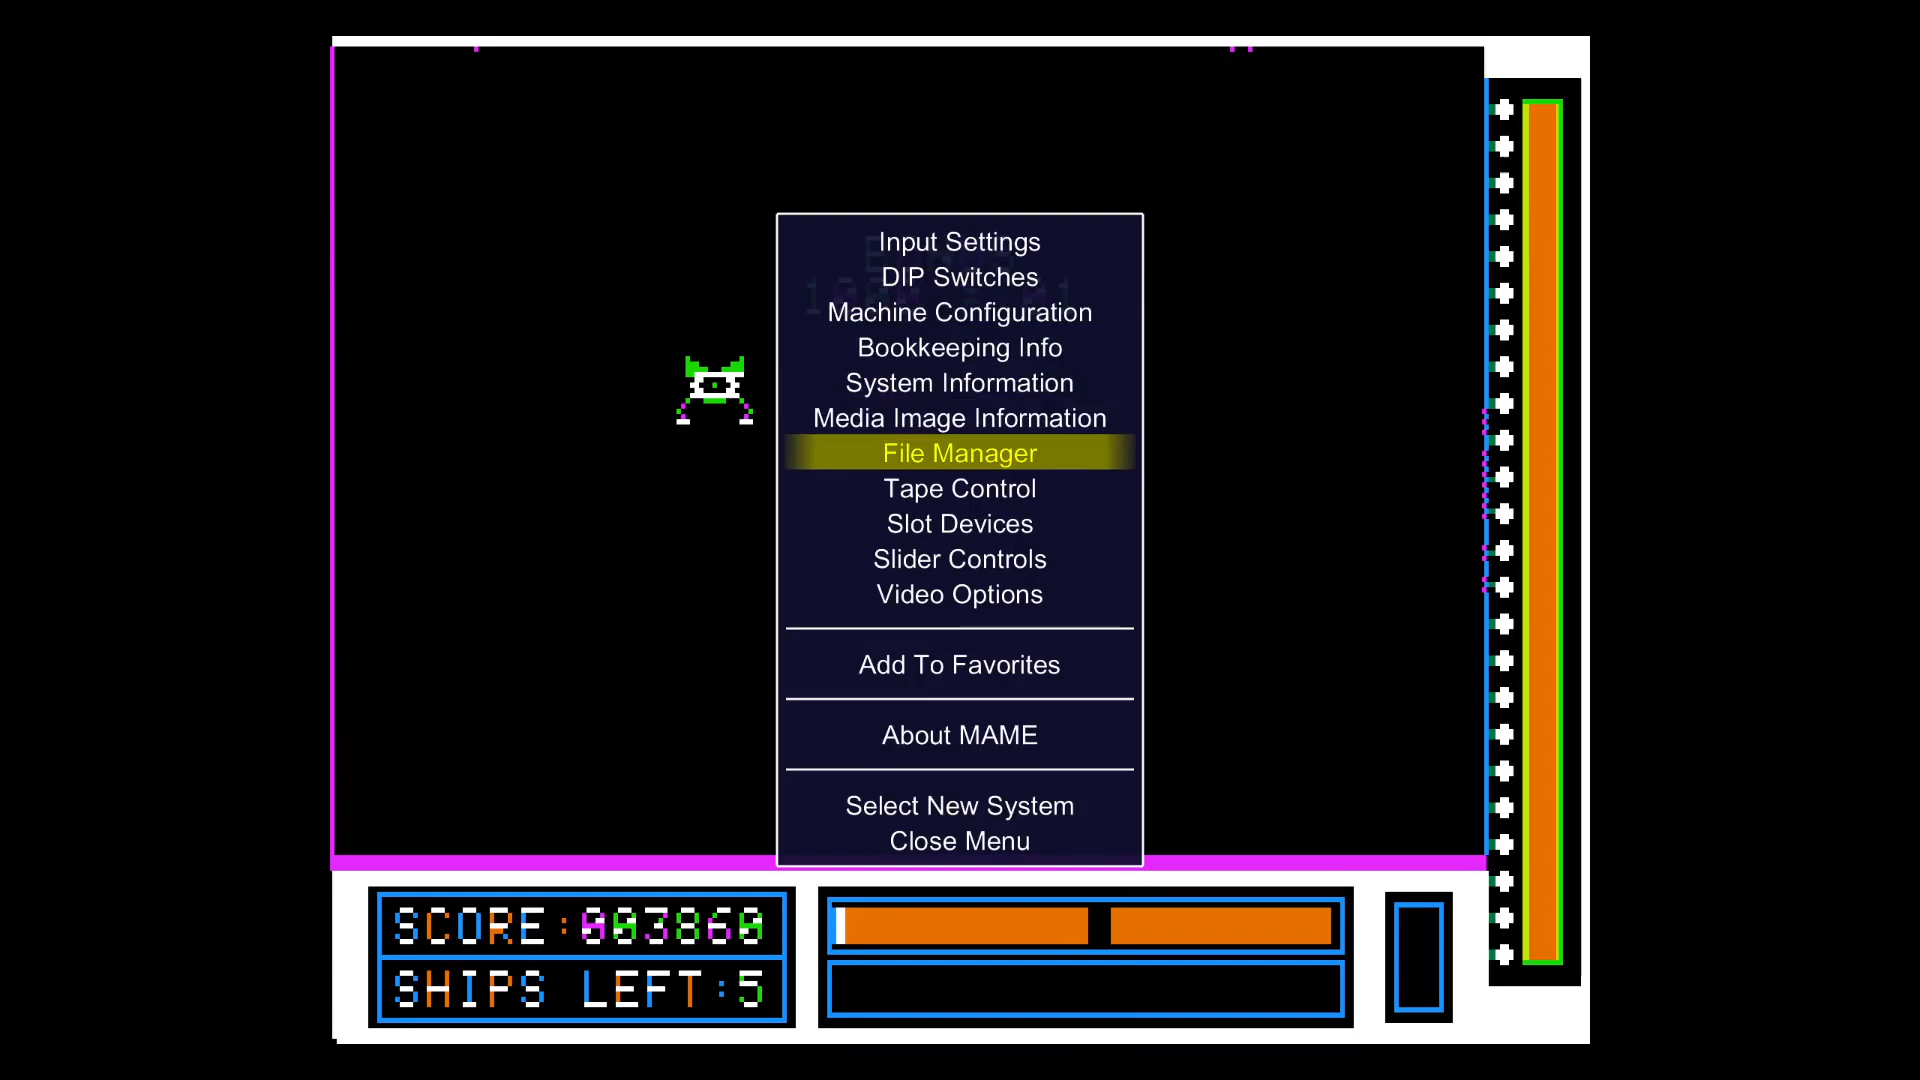 Input Settings
DIP Switches
Machine Configuration
Bookkeeping Info
System Information
Media Image Information
File Manager
Tape Control
Slot Devices
Slider Controls
Video Options
Add To Favorites
About MAME
Select New System
Close Menu
SCORE:003860
SHIPS LEFT:5